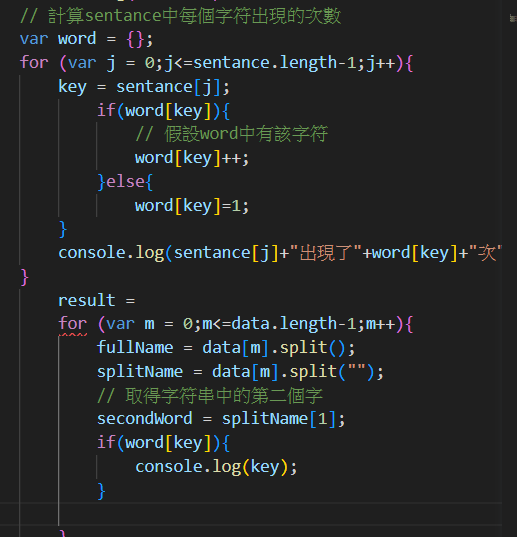 // 計算sentance中每個字符出現的次數
var word = {};
for (var j = 0;j<=sentance.length-1;j++){
key = sentance[j];
if(word[key]){
// 假設word中有該字符
word[key]++;
}else{
word[key]=1;
}
console.log(sentance[j]+"出現了"+word[key]+"次"
}
result =
for (var m = 0;m<=data.length-1;m++){
fullName = data[m].split();
splitName = data[m].split("");
// 取得字符串中的第二個字
secondWord = splitName[1];
if(word[key]){
console.log(key);
}
}